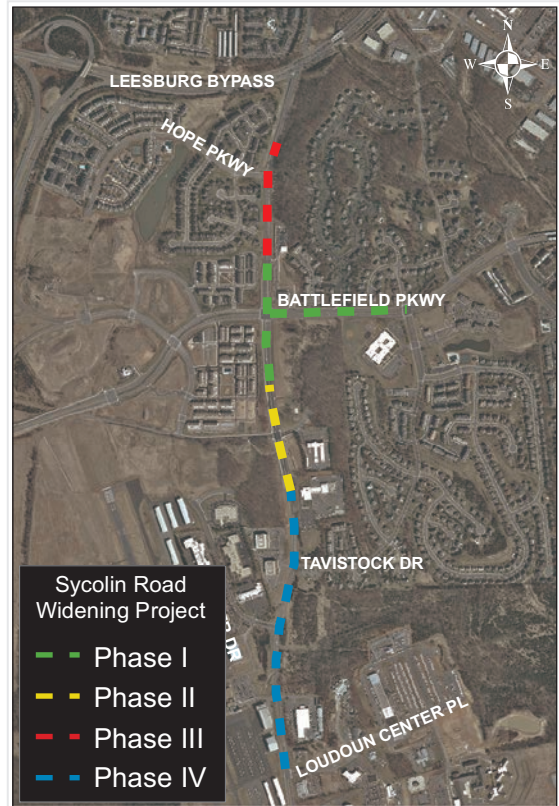 N
W E
S
LEESBURG BYPASS
HOPE PKWY
BATTLEFIELD PKWY
TAVISTOCK DR
LOUDOUN CENTER PL
DR
Sycolin Road
Widening Project
Phase I
Phase II
Phase III
Phase IV